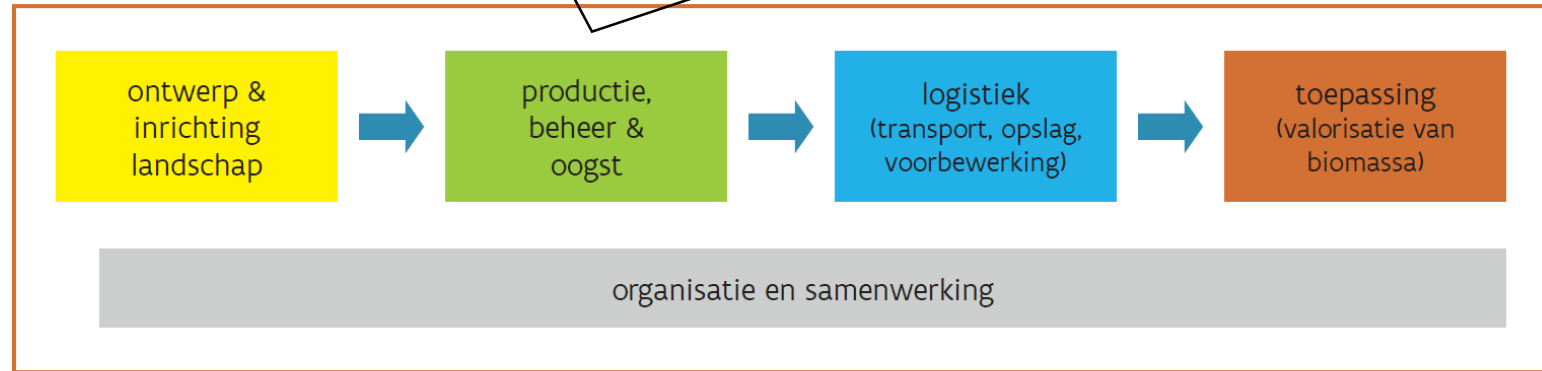 ontwerp &
inrichting
landschap
productie,
beheer &
oogst
logistiek
(transport, opslag,
voorbewerking)
toepassing
(valorisatie van
biomassa)
organisatie en samenwerking